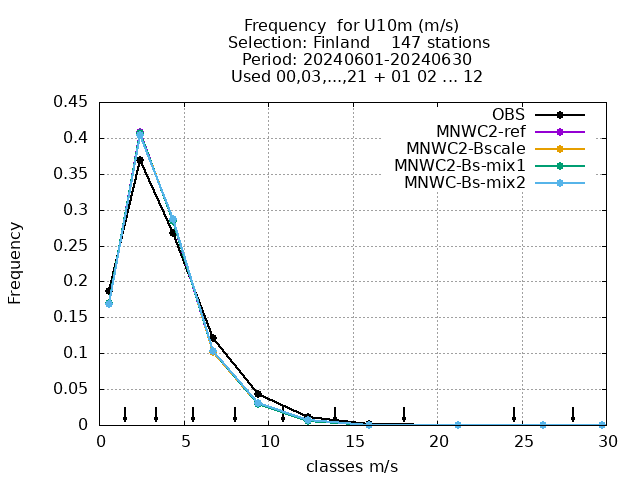 Frequency  for U10m (m/s)
Selection: Finland    147 stations
Period: 20240601-20240630
Used 00,03,...,21 + 01 02 ... 12
0.45
0.4
0.35
0.3
0.25
0.2
0.15
0.1
0.05
0
Frequency
OBS
MNWC2-ref
MNWC2-Bscale
MNWC2-Bs-mix1
MNWC-Bs-mix2
0 5 10 15 20 25 30
classes m/s